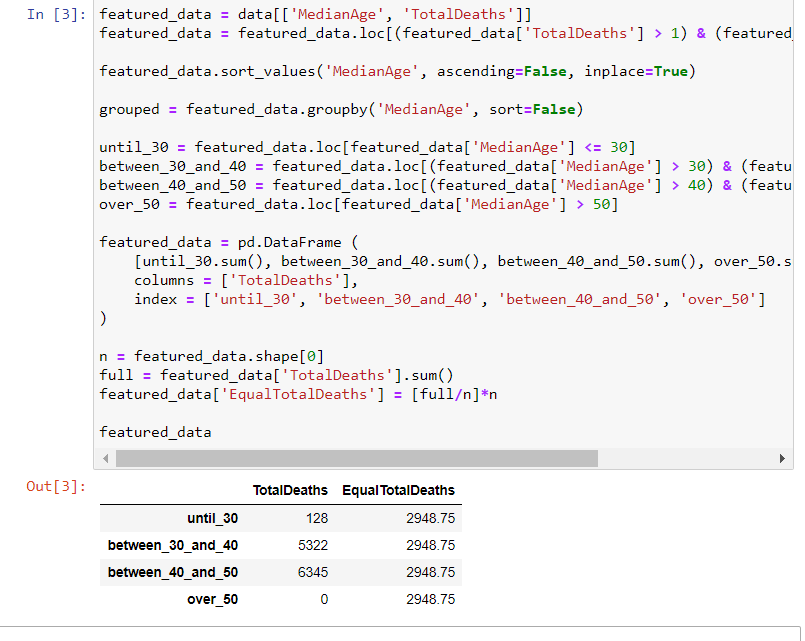 In [3]: featured_data = data[['MedianAge', 'TotalDeaths']]
featured_data = featured_data.loc[(featured_data['TotalDeaths'] > 1) & (featured
featured_data.sort_values('MedianAge', ascending=False, inplace=True)
grouped = featured_data.groupby('MedianAge', sort=False)
until_30 = featured_data.loc[featured_data['MedianAge'] <= 30]
between_30_and_40 = featured_data.loc[(featured_data['MedianAge'] > 30) & (featu
between_40_and_50 = featured_data.loc[(featured_data['MedianAge'] > 40) & (featu
over_50 = featured_data.loc[featured_data['MedianAge'] > 50]
featured_data = pd.DataFrame (
[until_30.sum(), between_30_and_40.sum(), between_40_and_50.sum(), over_50.s
columns = ['TotalDeaths'],
index = ['until_30', 'between_30_and_40', 'between_40_and_50', 'over_50']
)
n = featured_data.shape[0]
full = featured_data['TotalDeaths'].sum()
featured_data['EqualTotalDeaths'] = [full/n]*n
featured_data
Out[3]:
TotalDeaths EqualTotalDeaths
until_30 128 2948.75
between_30_and_40 5322 2948.75
between_40_and_50 6345 2948.75
over_50 0 2948.75